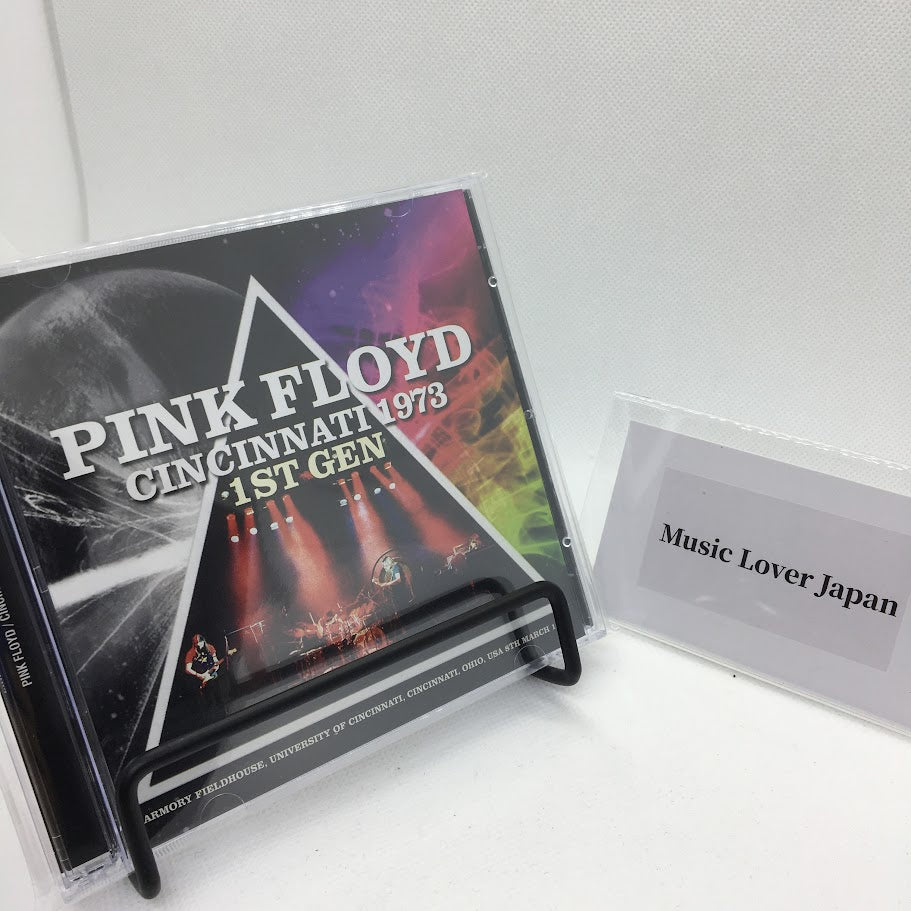 PINK FLOYD
CINCINNATI 1973
1ST GEN
ARMORY FIELDHOUSE, UNIVERSITY OF CINCINNATI, CINCINNATI, OHIO, USA 8TH MARCH
PINK FLOYD /
Music Lover Japan